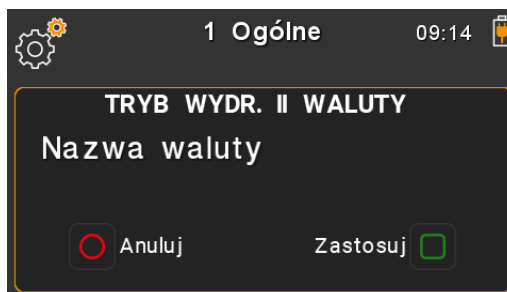 1 Ogólne 09:14
TRYB WYDR. II WALUTY
Nazwa waluty
Anuluj Zastosuj